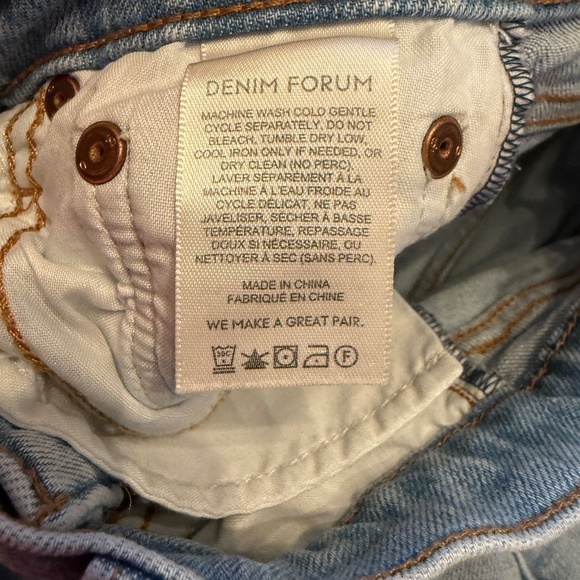 DENIM FORUM
MACHINE WASH COLD GENTLE
CYCLE SEPARATELY, DO NOT
BLEACH, TUMBLE DRY LOW,
COOL IRON ONLY IF NEEDED, OR
DRY CLEAN (NO PERC).
LAVER SÉPARÉMENT À LA
MACHINE À L'EAU FROIDE AU
CYCLE DÉLICAT, NE PAS
JAVELISER, SÉCHER À BASSE
TEMPÉRATURE, REPASSAGE
DOUX SI NÉCESSAIRE, OU
NETTOYER À SEC (SANS PERC).
MADE IN CHINA
FABRIQUÉ EN CHINE
WE MAKE A GREAT PAIR.
30C F